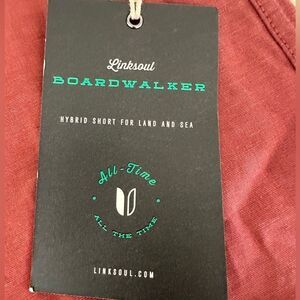 Linksoul
BOARDWALKER
HYBRID SHORT FOR LAND AND SEA
All-Time
ALL THE TIME
LINKSOUL.COM